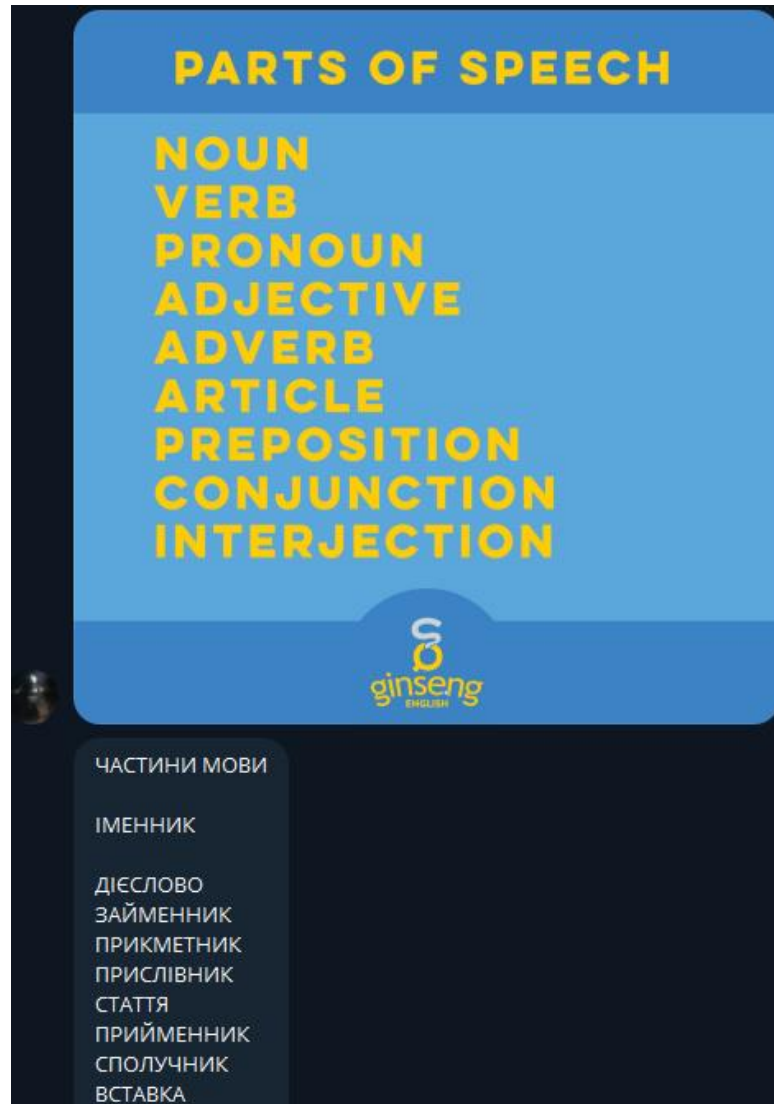 PARTS OF SPEECH
NOUN
VERB
PRONOUN
ADJECTIVE
ADVERB
ARTICLE
PREPOSITION
CONJUNCTION
INTERJECTION
ginseng
ENGLISH
ЧАСТИНИ МОВИ
ІМЕННИК
ДІЄСЛОВО
ЗАЙМЕННИК
ПРИКМЕТНИК
ПРИСЛІВНИК
СТАТТЯ
ПРИЙМЕННИК
СПОЛУЧНИК
ВСТАВКА